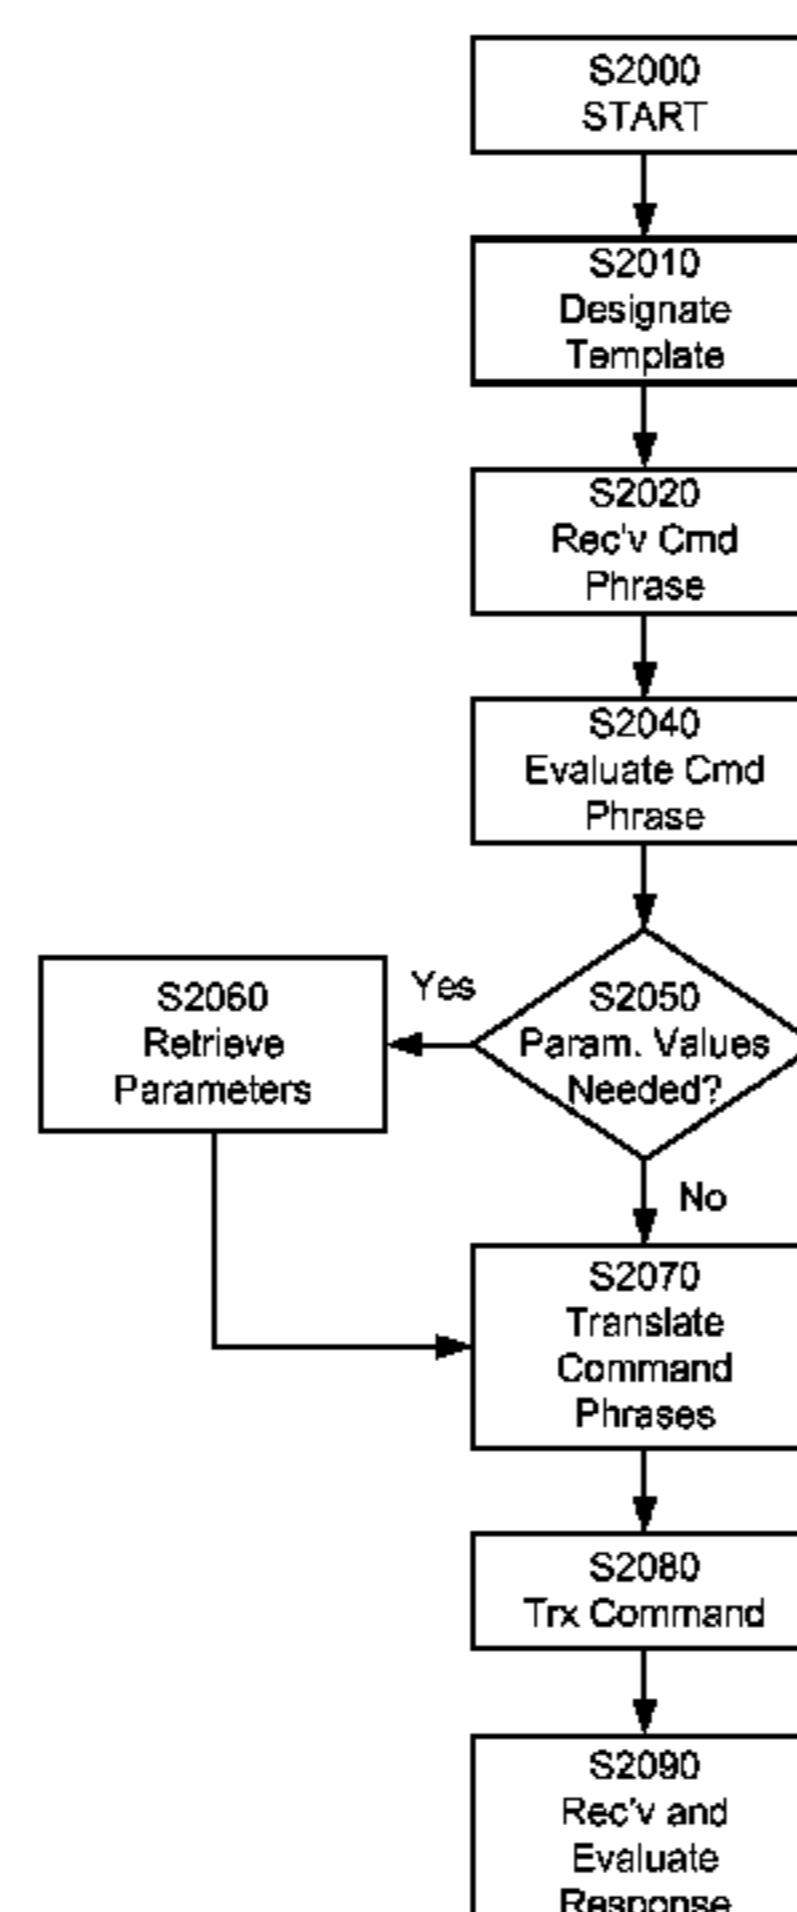 S2000
START
S2010
Designate
Template
S2020
Rec'v Cmd
Phrase
S2040
Evaluate Cmd
Phrase
S2050
Param. Values
Needed?
Yes
S2060
Retrieve
Parameters
No
S2070
Translate
Command
Phrases
S2080
Trx Command
S2090
Rec'v and
Evaluate
Response